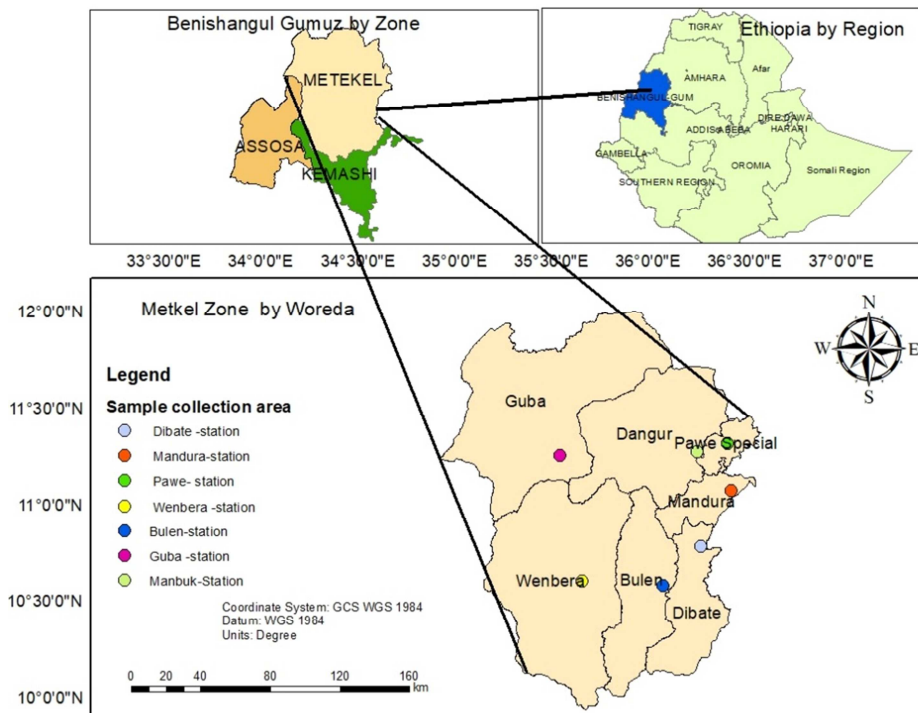 Benishangul Gumuz by Zone
METEKEL
ASSOSA
KEMASHI
Ethiopia by Region
TIGRAY
Afar
AMHARA
BENISHANGUL-GUM
DIRE DAWA
ADDIS ABEBA
HARARI
GAMBELLA
OROMIA
SOUTHERN REGION
Somali Region
33°30'0"E 34°0'0"E 34°30'0"E 35°0'0"E 35°30'0"E 36°0'0"E 36°30'0"E 37°0'0"E
12°0'0"N
11°30'0"N
11°0'0"N
10°30'0"N
10°0'0"N
Metkel Zone by Woreda
N
W E
S
Legend
Sample collection area
Dibate -station
Mandura-station
Pawe- station
Wenbera -station
Bulen-station
Guba -station
Manbuk-Station
Coordinate System: GCS WGS 1984
Datum: WGS 1984
Units: Degree
0 20 40 80 120 160
km
Guba
Dangur
Pawe Special
Mandura
Wenbera
Bulen
Dibate